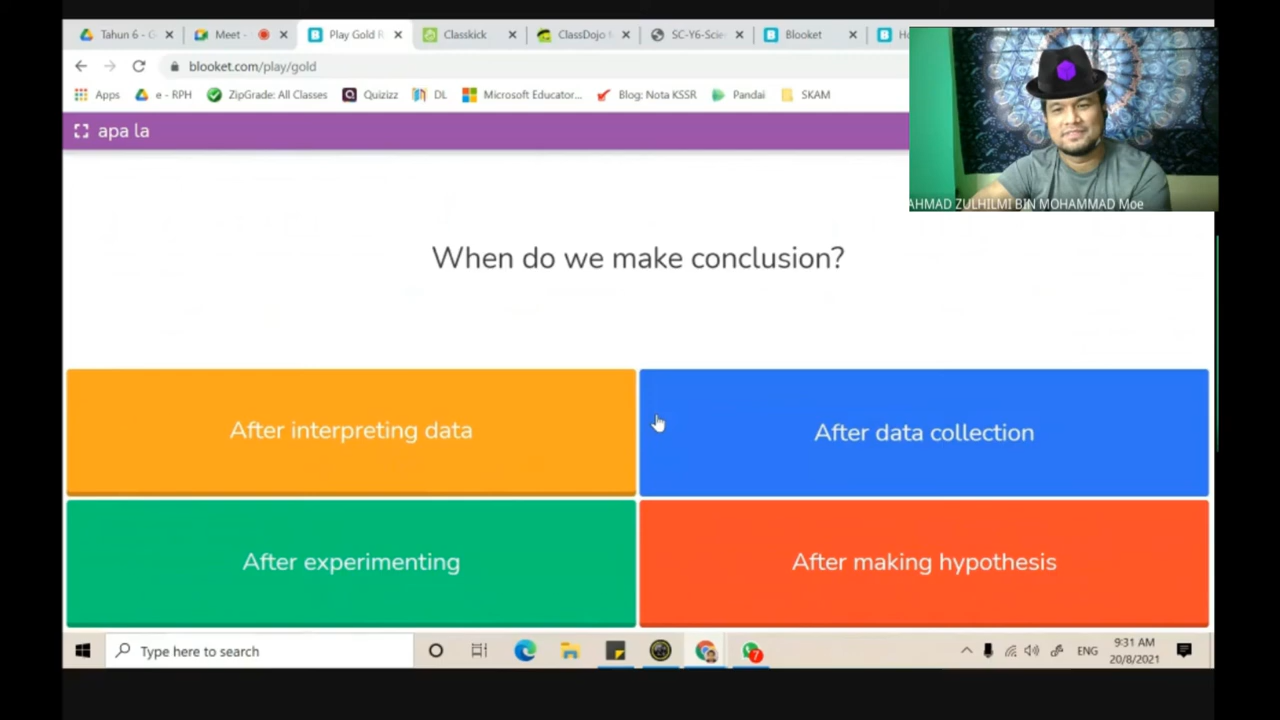 Tahun 6 - G
Meet -
Play Gold R
Classkick
ClassDojo f
SC-Y6-Scie
Blooket
blooket.com/play/gold
Apps
e - RPH
ZipGrade: All Classes
Quizizz
DL
Microsoft Educator...
Blog: Nota KSSR
Pandai
SKAM
apa la
AHMAD ZULHILMI BIN MOHAMMAD Moe
When do we make conclusion?
After interpreting data
After data collection
After experimenting
After making hypothesis
Type here to search
7
ENG
9:31 AM
20/8/2021